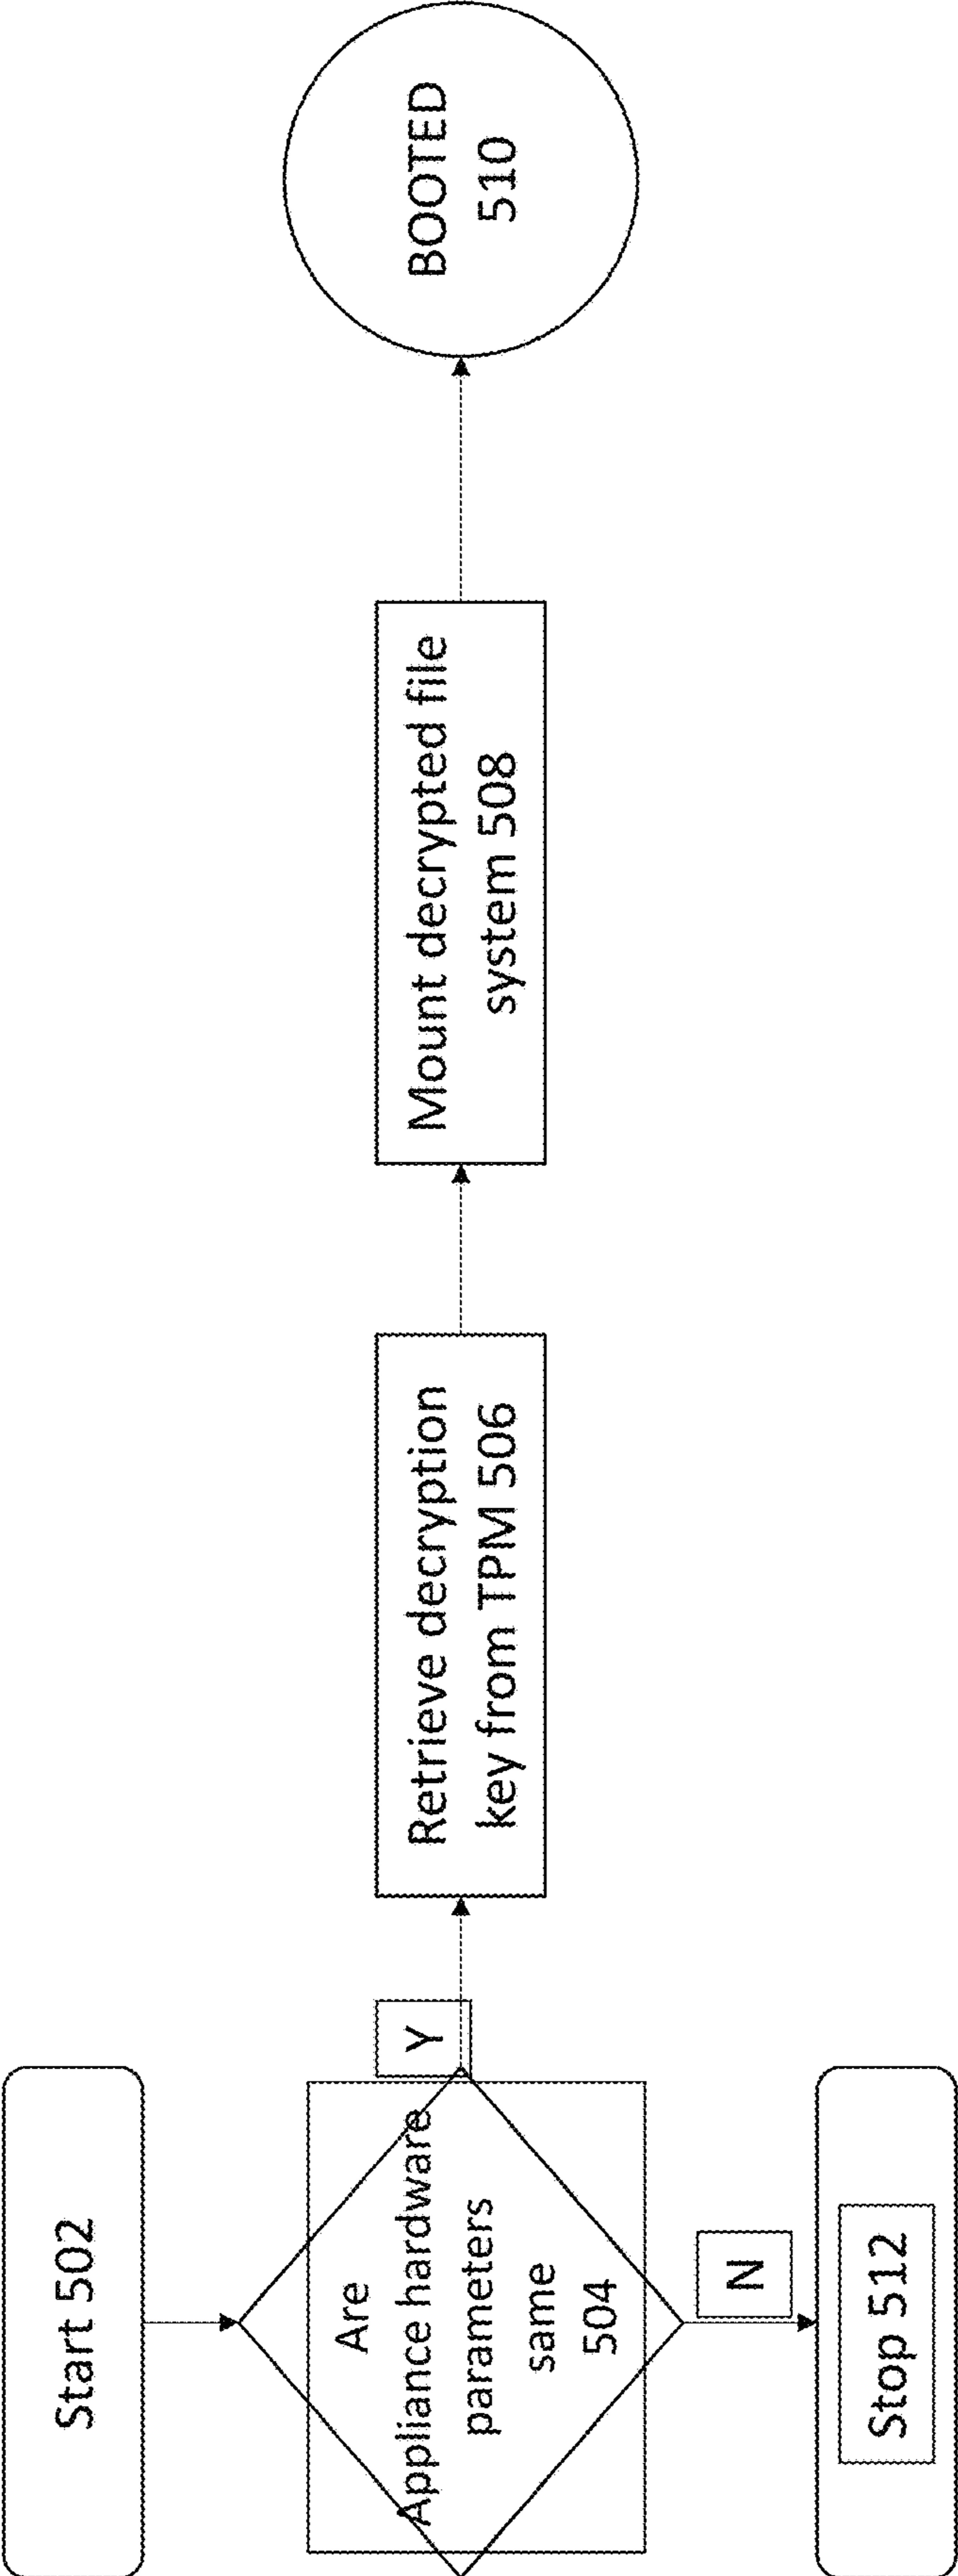 Start 502
Are
Appliance hardware
parameters
same
504
Y
Retrieve decryption
key from TPM 506
Mount decrypted file
system 508
BOOTED
510
N
Stop 512